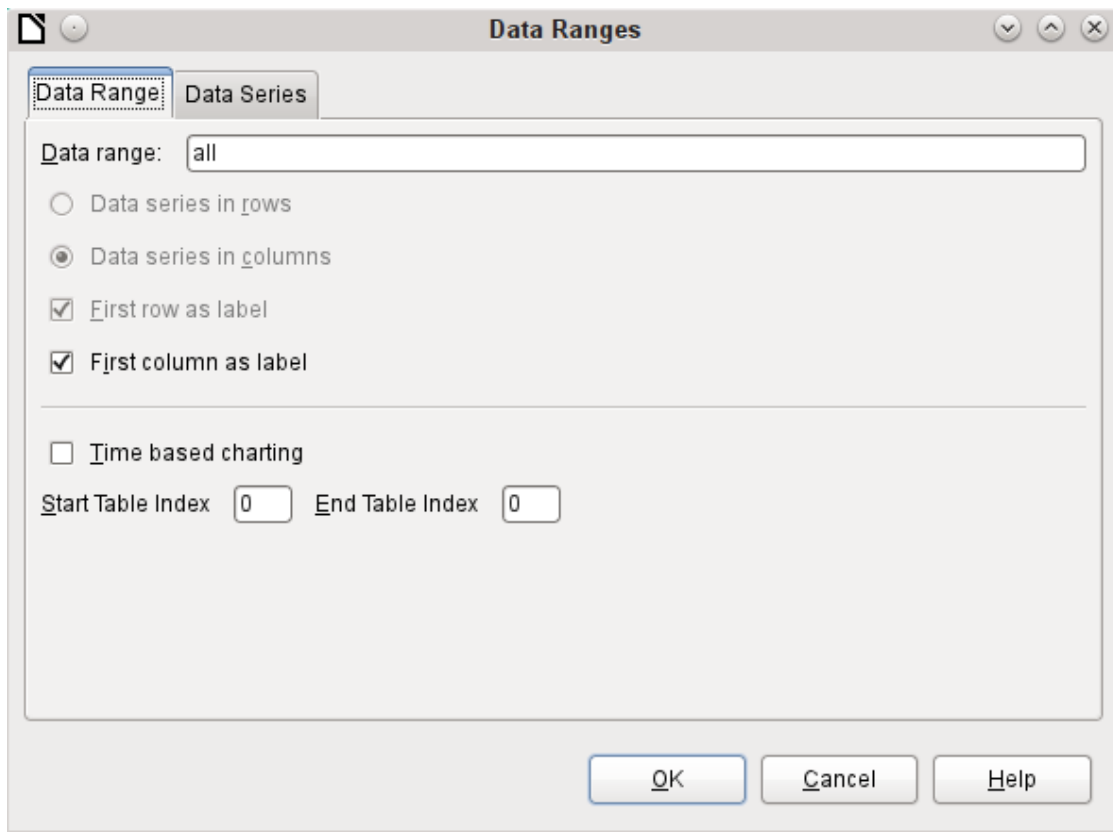 Data Ranges
Data Range Data Series
Data range: all
Data series in rows
Data series in columns
First row as label
First column as label
Time based charting
Start Table Index 0 End Table Index 0
OK Cancel Help